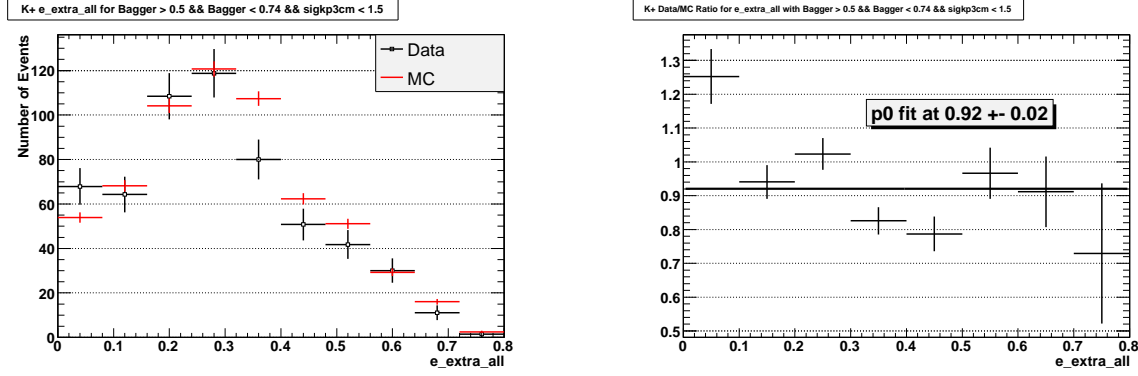 K+ e_extra_all for Bagger > 0.5 && Bagger < 0.74 && sigkp3cm < 1.5
Number of Events
120
100
80
60
40
20
0
0 0.1 0.2 0.3 0.4 0.5 0.6 0.7 0.8
e_extra_all
Data
MC
K+ Data/MC Ratio for e_extra_all with Bagger > 0.5 && Bagger < 0.74 && sigkp3cm < 1.5
1.3
1.2
1.1
1
0.9
0.8
0.7
0.6
0.5
p0 fit at 0.92 +- 0.02
0 0.1 0.2 0.3 0.4 0.5 0.6 0.7 0.8
e_extra_all